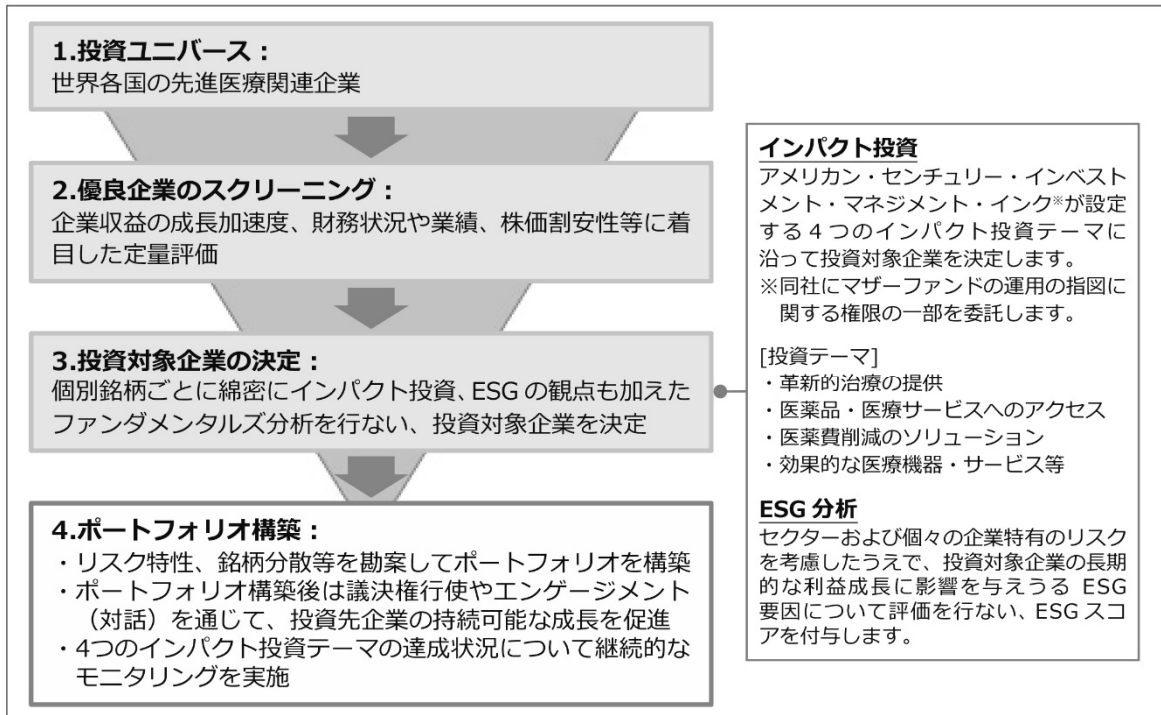 1.投資ユニバース：
世界各国の先進医療関連企業
2.優良企業のスクリーニング：
企業収益の成長加速度、財務状況や業績、株価割安性等に着
目した定量評価
3.投資対象企業の決定：
個別銘柄ごとに綿密にインパクト投資、ESG の観点も加えた
ファンダメンタルズ分析を行ない、投資対象企業を決定
4.ポートフォリオ構築：
・リスク特性、銘柄分散等を勘案してポートフォリオを構築
・ポートフォリオ構築後は議決権行使やエンゲージメント
（対話）を通じて、投資先企業の持続可能な成長を促進
・4つのインパクト投資テーマの達成状況について継続的な
モニタリングを実施
インパクト投資
アメリカン・センチュリー・インベスト
メント・マネジメント・インク※が設定
する 4 つのインパクト投資テーマに
沿って投資対象企業を決定します。
※同社にマザーファンドの運用の指図に
関する権限の一部を委託します。
[投資テーマ]
・革新的治療の提供
・医薬品・医療サービスへのアクセス
・医薬費削減のソリューション
・効果的な医療機器・サービス等
ESG 分析
セクターおよび個々の企業特有のリスク
を考慮したうえで、投資対象企業の長期
的な利益成長に影響を与えうる ESG
要因について評価を行ない、ESG スコ
アを付与します。